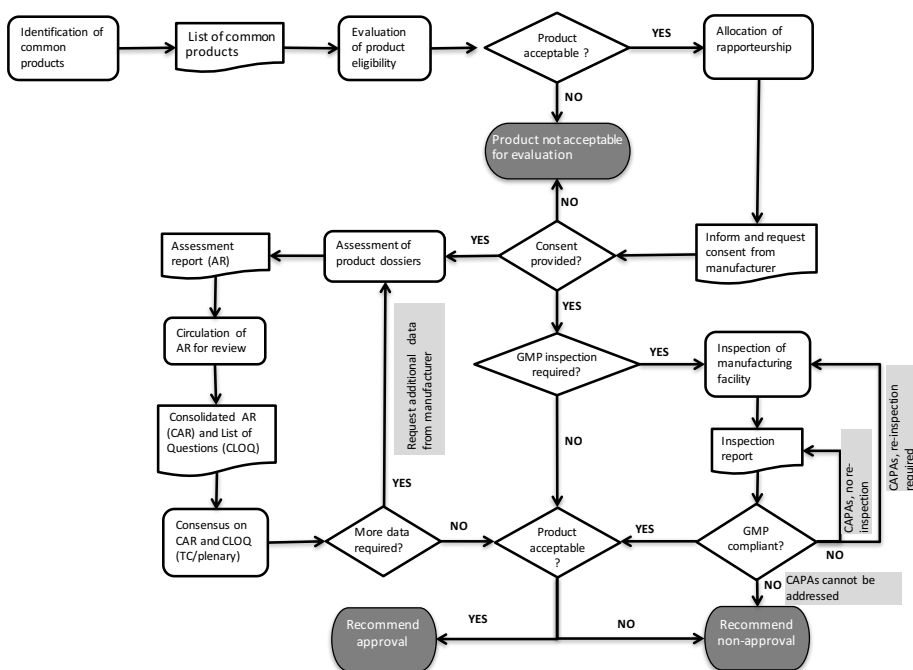 Identification of
common
products
List of common
products
Evaluation
of product
eligibility
Product
acceptable ?
YES
Allocation of
rapporteurship
NO
Product not acceptable
for evaluation
NO
Assessment
report (AR)
Assessment of
product dossiers
YES
Consent
provided?
Inform and request
consent from
manufacturer
YES
Circulation of
AR for review
Request additional data
from manufacturer
GMP inspection
required?
YES
Inspection of
manufacturing
facility
CAPAs, re-inspection
required
Consolidated AR
(CAR) and List of
Questions (CLOQ)
NO
Inspection
report
CAPAs, no re-
inspection
YES
Consensus on
CAR and CLOQ
(TC/plenary)
More data
required?
NO
Product
acceptable
?
YES
GMP
compliant?
NO
NO
CAPAs cannot be
addressed
Recommend
approval
YES
NO
Recommend
non-approval